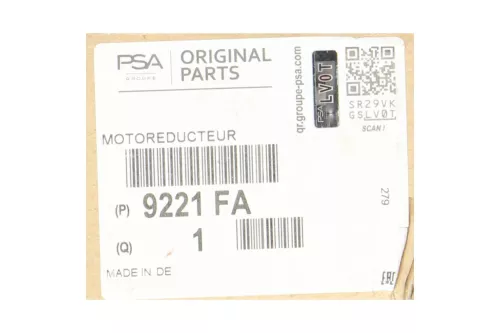 PSA
GROUPE
ORIGINAL
PARTS
qr.groupe-psa.com
PSA LV0T
SR29VK
GSLV0T
SCAN !
MOTOREDUCTEUR
(P) 9221 FA
(Q) 1
279
MADE IN DE
EAC